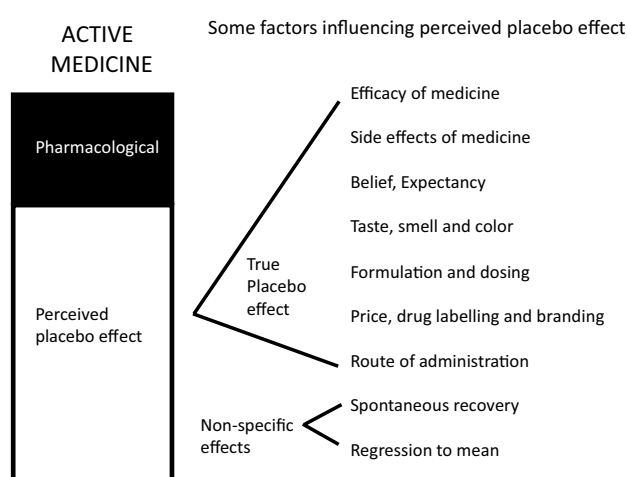 ACTIVE
MEDICINE
Some factors influencing perceived placebo effect
Pharmacological
Perceived
placebo effect
True
Placebo
effect
Efficacy of medicine
Side effects of medicine
Belief, Expectancy
Taste, smell and color
Formulation and dosing
Price, drug labelling and branding
Route of administration
Non-specific
effects
Spontaneous recovery
Regression to mean